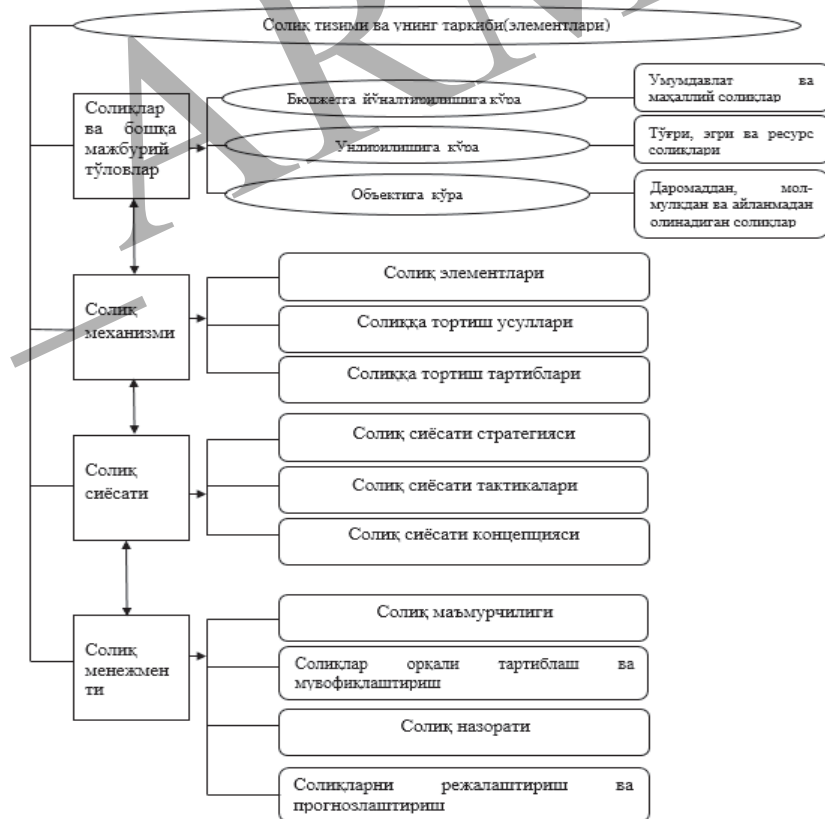 Солиқ тизими ва унинг таркиби(элементлари)
Солиқлар
ва бошқа
мажбурий
тўловлар
Бюджетга йўналтирилишига кўра
Умумдавлат ва
маҳаллий солиқлар
Ундирилишига кўра
Тўғри, эгри ва ресурс
солиқлари
Объектига кўра
Даромаддан, мол-
мулкдан ва айланмадан
олинадиган солиқлар
Солиқ
механизми
Солиқ элементлари
Солиққа тортиш усуллари
Солиққа тортиш тартиблари
Солиқ
сиёсати
Солиқ сиёсати стратегияси
Солиқ сиёсати тактикалари
Солиқ сиёсати концепцияси
Солиқ
менежмен
ти
Солиқ маъмурчилиги
Солиқлар орқали тартиблаш ва
мувофиқлаштириш
Солиқ назорати
Солиқларни режалаштириш ва
прогнозлаштириш